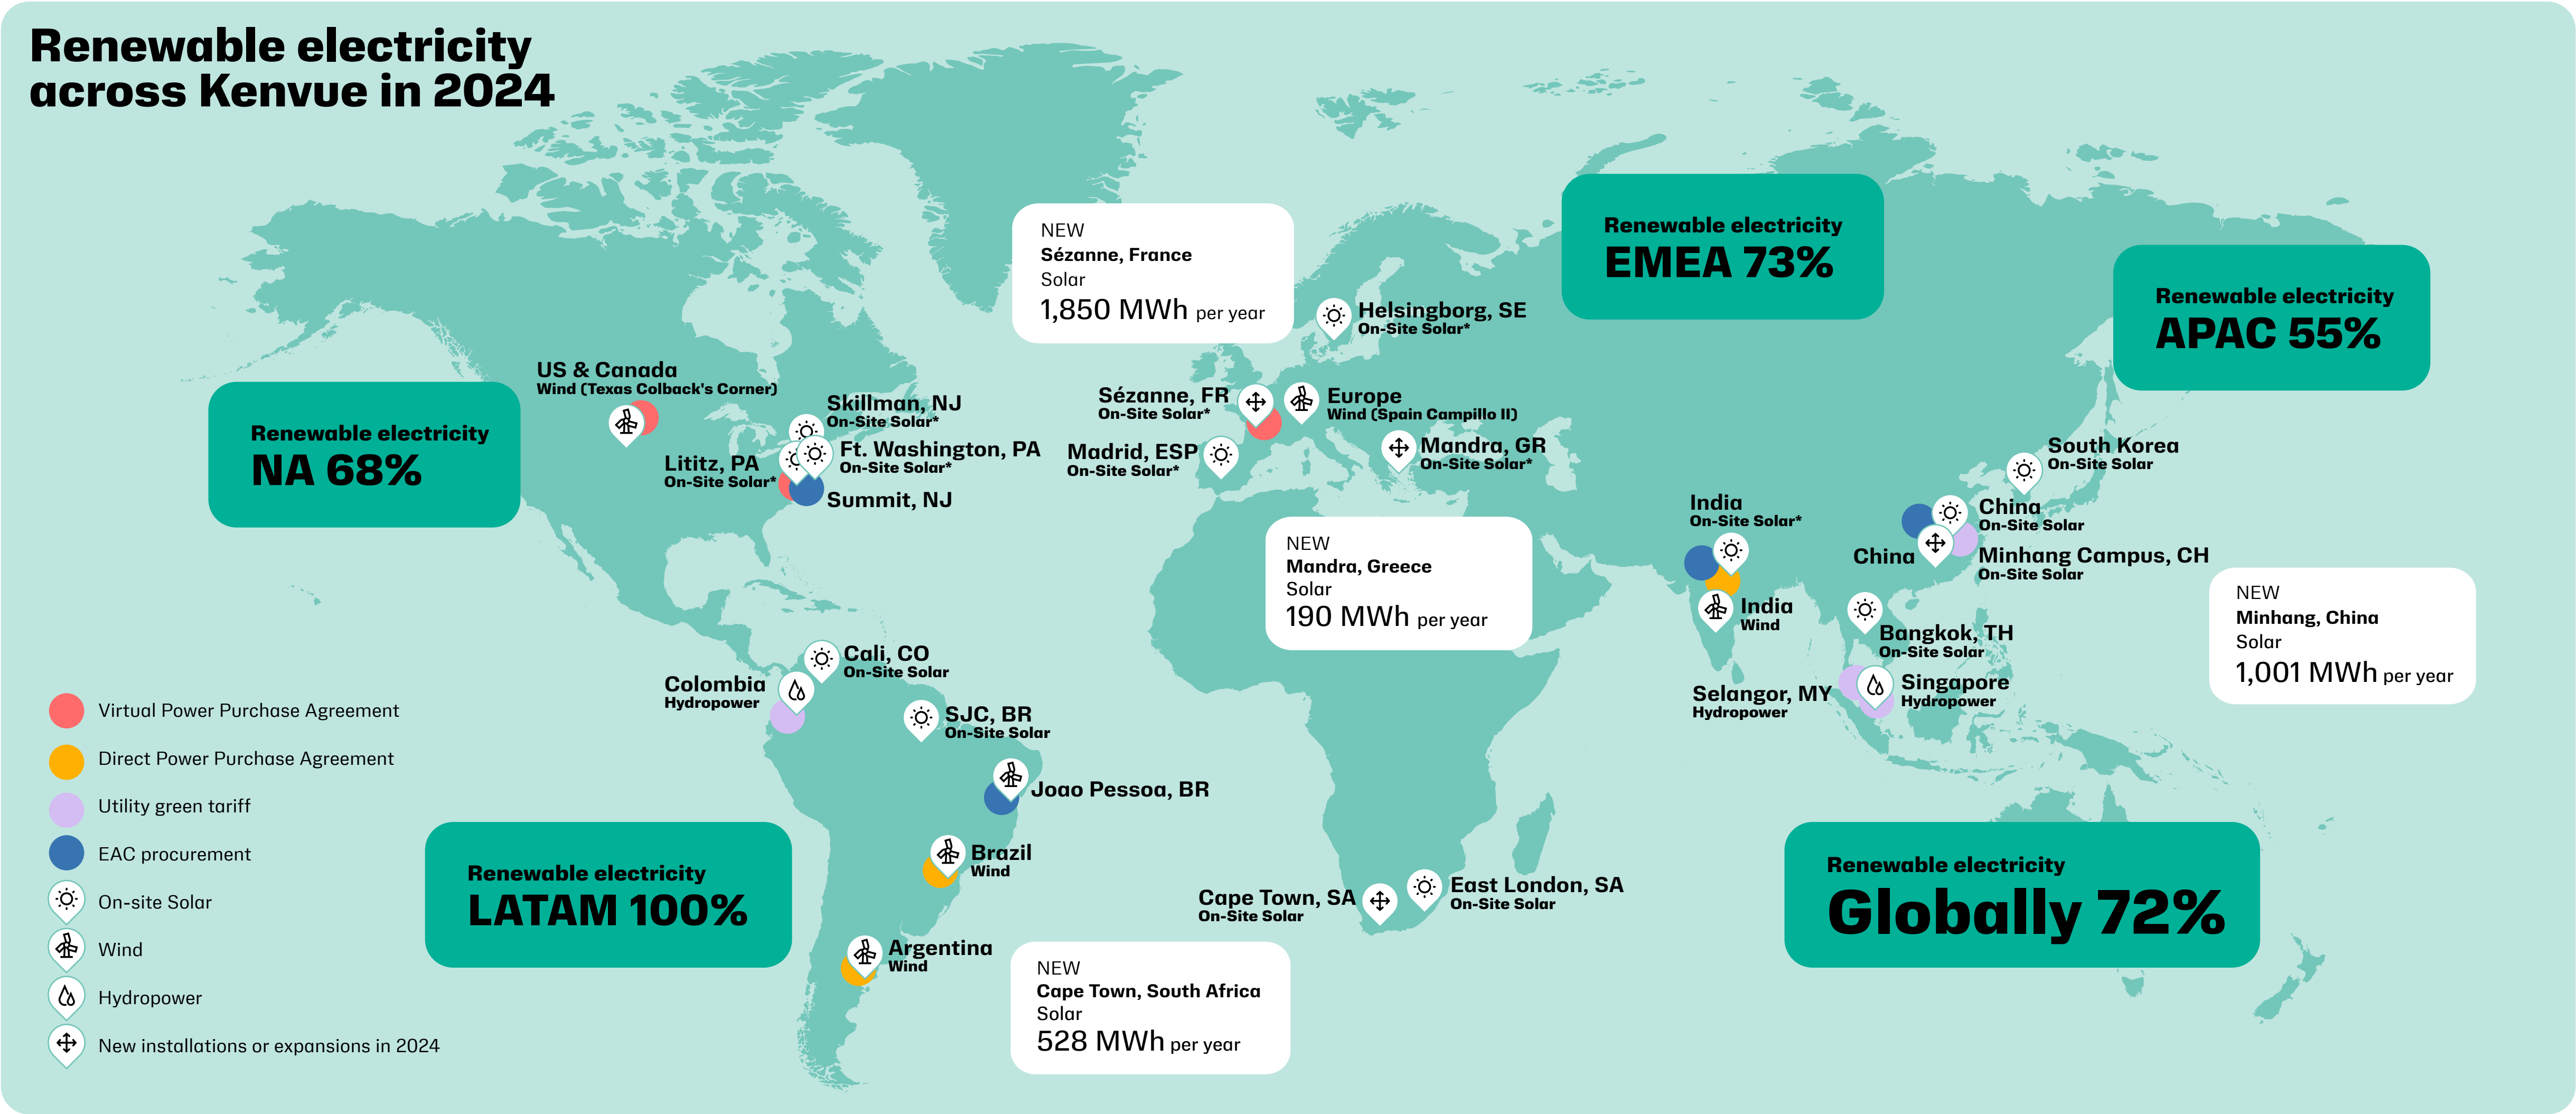 Renewable electricity
across Kenvue in 2024
NEW
Sézanne, France
Solar
1,850 MWh per year
Renewable electricity
EMEA 73%
Renewable electricity
APAC 55%
Helsingborg, SE
On-Site Solar*
US & Canada
Wind (Texas Colback's Corner)
Renewable electricity
NA 68%
Skillman, NJ
On-Site Solar*
Ft. Washington, PA
On-Site Solar*
Lititz, PA
On-Site Solar*
Summit, NJ
Sézanne, FR
On-Site Solar*
Europe
Wind (Spain Campillo II)
Madrid, ESP
On-Site Solar*
Mandra, GR
On-Site Solar*
South Korea
On-Site Solar
India
On-Site Solar*
China
On-Site Solar
China
Minhang Campus, CH
On-Site Solar
NEW
Mandra, Greece
Solar
190 MWh per year
India
Wind
NEW
Minhang, China
Solar
1,001 MWh per year
Bangkok, TH
On-Site Solar
Selangor, MY
Hydropower
Singapore
Hydropower
Cali, CO
On-Site Solar
Colombia
Hydropower
SJC, BR
On-Site Solar
Joao Pessoa, BR
Brazil
Wind
Argentina
Wind
Virtual Power Purchase Agreement
Direct Power Purchase Agreement
Utility green tariff
EAC procurement
On-site Solar
Wind
Hydropower
New installations or expansions in 2024
Renewable electricity
LATAM 100%
Cape Town, SA
On-Site Solar
East London, SA
On-Site Solar
NEW
Cape Town, South Africa
Solar
528 MWh per year
Renewable electricity
Globally 72%